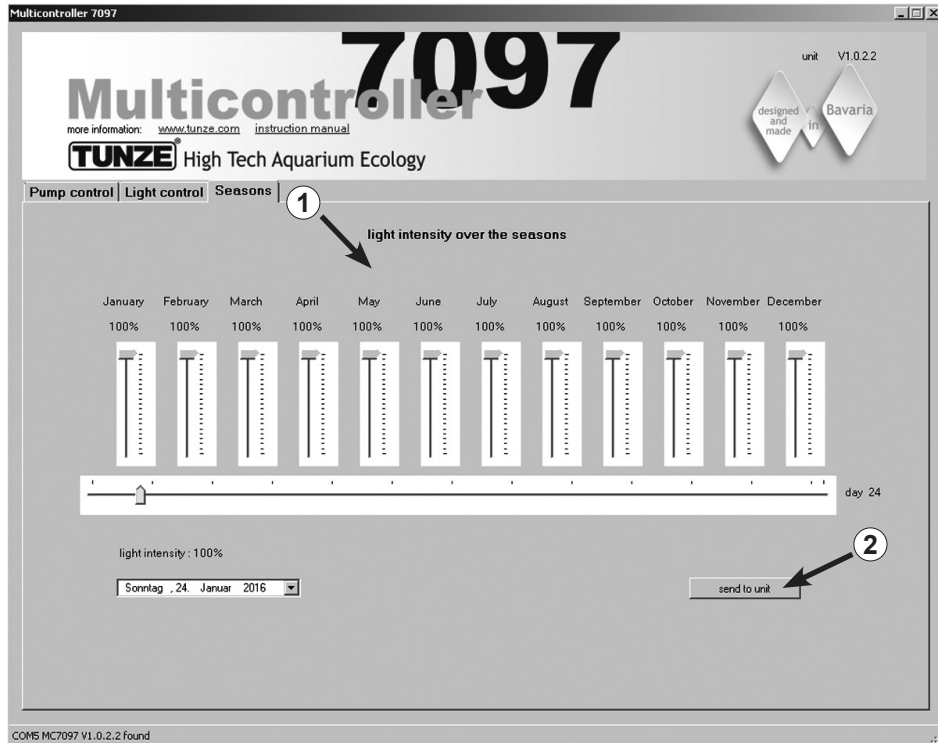 Multicontroller 7097
7097
Multicontroller
unit V1.0.2.2
designed and made in Bavaria
more information: www.tunze.com instruction manual
TUNZE® High Tech Aquarium Ecology
Pump control Light control Seasons
1
light intensity over the seasons
January February March April May June July August September October November December
100% 100% 100% 100% 100% 100% 100% 100% 100% 100% 100% 100%
day 24
2
light intensity : 100%
Sonntag , 24. Januar 2016
send to unit
COM5 MC7097 V1.0.2.2 found